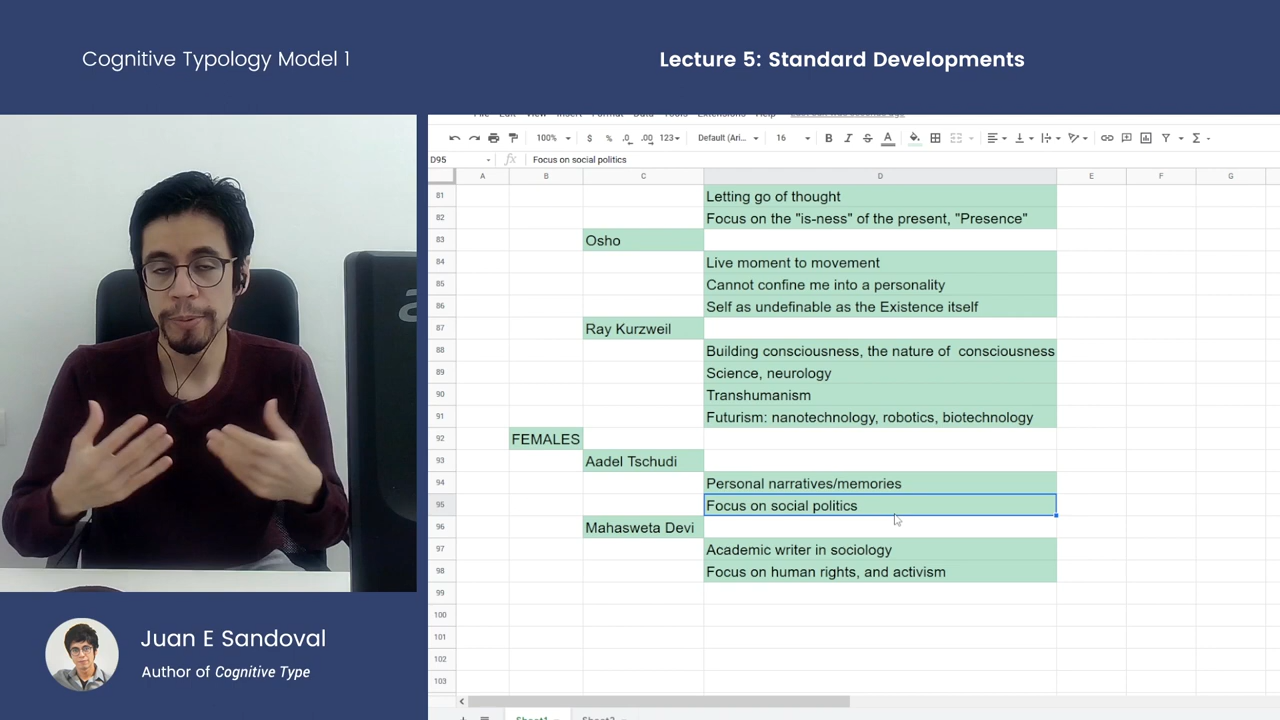 Cognitive Typology Model 1
Lecture 5: Standard Developments
100% $ % .0 .00 123 Default (Ari... 16 B I S A
D95 fx Focus on social politics
A B C D E F G
81 Letting go of thought
82 Focus on the "is-ness" of the present, "Presence"
83 Osho
84 Live moment to movement
85 Cannot confine me into a personality
86 Self as undefinable as the Existence itself
87 Ray Kurzweil
88 Building consciousness, the nature of consciousness
89 Science, neurology
90 Transhumanism
91 Futurism: nanotechnology, robotics, biotechnology
92 FEMALES
93 Aadel Tschudi
94 Personal narratives/memories
95 Focus on social politics
96 Mahasweta Devi
97 Academic writer in sociology
98 Focus on human rights, and activism
99
100
101
102
103
Juan E Sandoval
Author of Cognitive Type